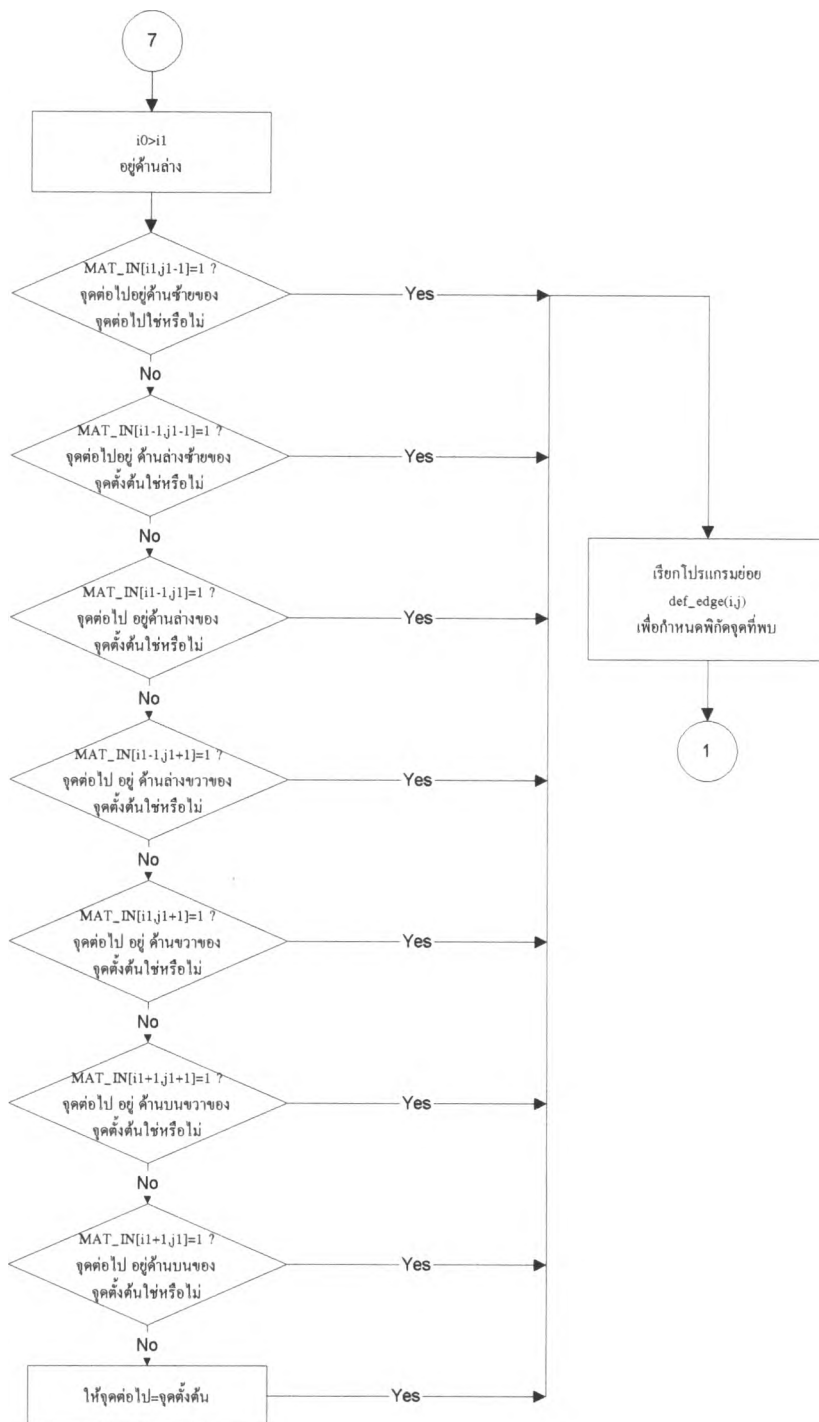 7
i0>i1
อยู่ด้านล่าง
MAT_IN[i1,j1-1]=1 ?
จุดต่อไปอยู่ด้านซ้ายของ
จุดต่อไปใช่หรือไม่
Yes
No
MAT_IN[i1-1,j1-1]=1 ?
จุดต่อไปอยู่ ด้านล่างซ้ายของ
จุดตั้งต้นใช่หรือไม่
Yes
No
เรียกโปรแกรมย่อย
def_edge(i,j)
เพื่อกำหนดพิกัดจุดที่พบ
MAT_IN[i1-1,j1]=1 ?
จุดต่อไป อยู่ด้านล่างของ
จุดตั้งต้นใช่หรือไม่
Yes
No
1
MAT_IN[i1-1,j1+1]=1 ?
จุดต่อไป อยู่ ด้านล่างขวาของ
จุดตั้งต้นใช่หรือไม่
Yes
No
MAT_IN[i1,j1+1]=1 ?
จุดต่อไป อยู่ ด้านขวาของ
จุดตั้งต้นใช่หรือไม่
Yes
No
MAT_IN[i1+1,j1+1]=1 ?
จุดต่อไป อยู่ ด้านบนขวาของ
จุดตั้งต้นใช่หรือไม่
Yes
No
MAT_IN[i1+1,j1]=1 ?
จุดต่อไป อยู่ด้านบนของ
จุดตั้งต้นใช่หรือไม่
Yes
No
ให้จุดต่อไป=จุดตั้งต้น
Yes